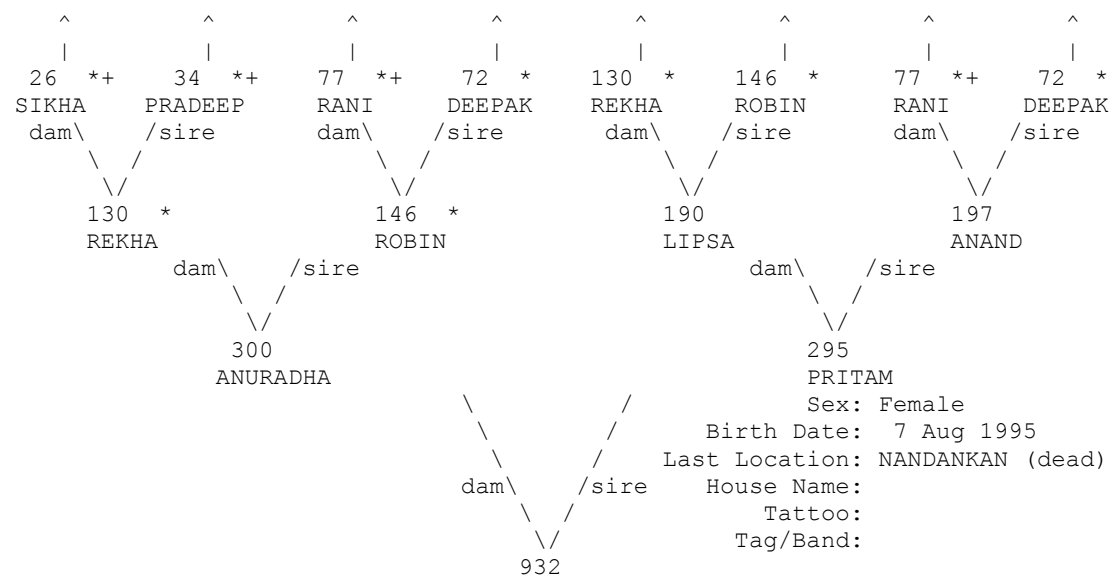 ^ ^ ^ ^ ^ ^ ^ ^
| | | | | | | |
26 *+ 34 *+ 77 *+ 72 * 130 * 146 * 77 *+ 72 *
SIKHA PRADEEP RANI DEEPAK REKHA ROBIN RANI DEEPAK
dam\ /sire dam\ /sire dam\ /sire dam\ /sire
\ / \ / \ / \ /
\/ \/ \/ \/
130 * 146 * 190 197
REKHA ROBIN LIPSA ANAND
dam\ /sire dam\ /sire
\ / \ /
\/ \/
300 295
ANURADHA PRITAM
\ / Sex: Female
\ / Birth Date: 7 Aug 1995
\ / Last Location: NANDANKAN (dead)
dam\ /sire House Name:
\ / Tattoo:
\/ Tag/Band:
932